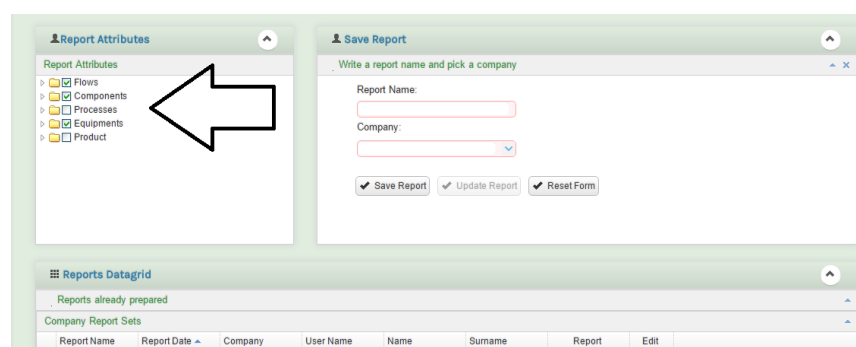 Report Attributes
Report Attributes
Flows
Components
Processes
Equipments
Product
Save Report
Write a report name and pick a company
Report Name:
Company:
Save Report Update Report Reset Form
Reports Datagrid
Reports already prepared
Company Report Sets
Report Name Report Date Company User Name Name Surname Report Edit